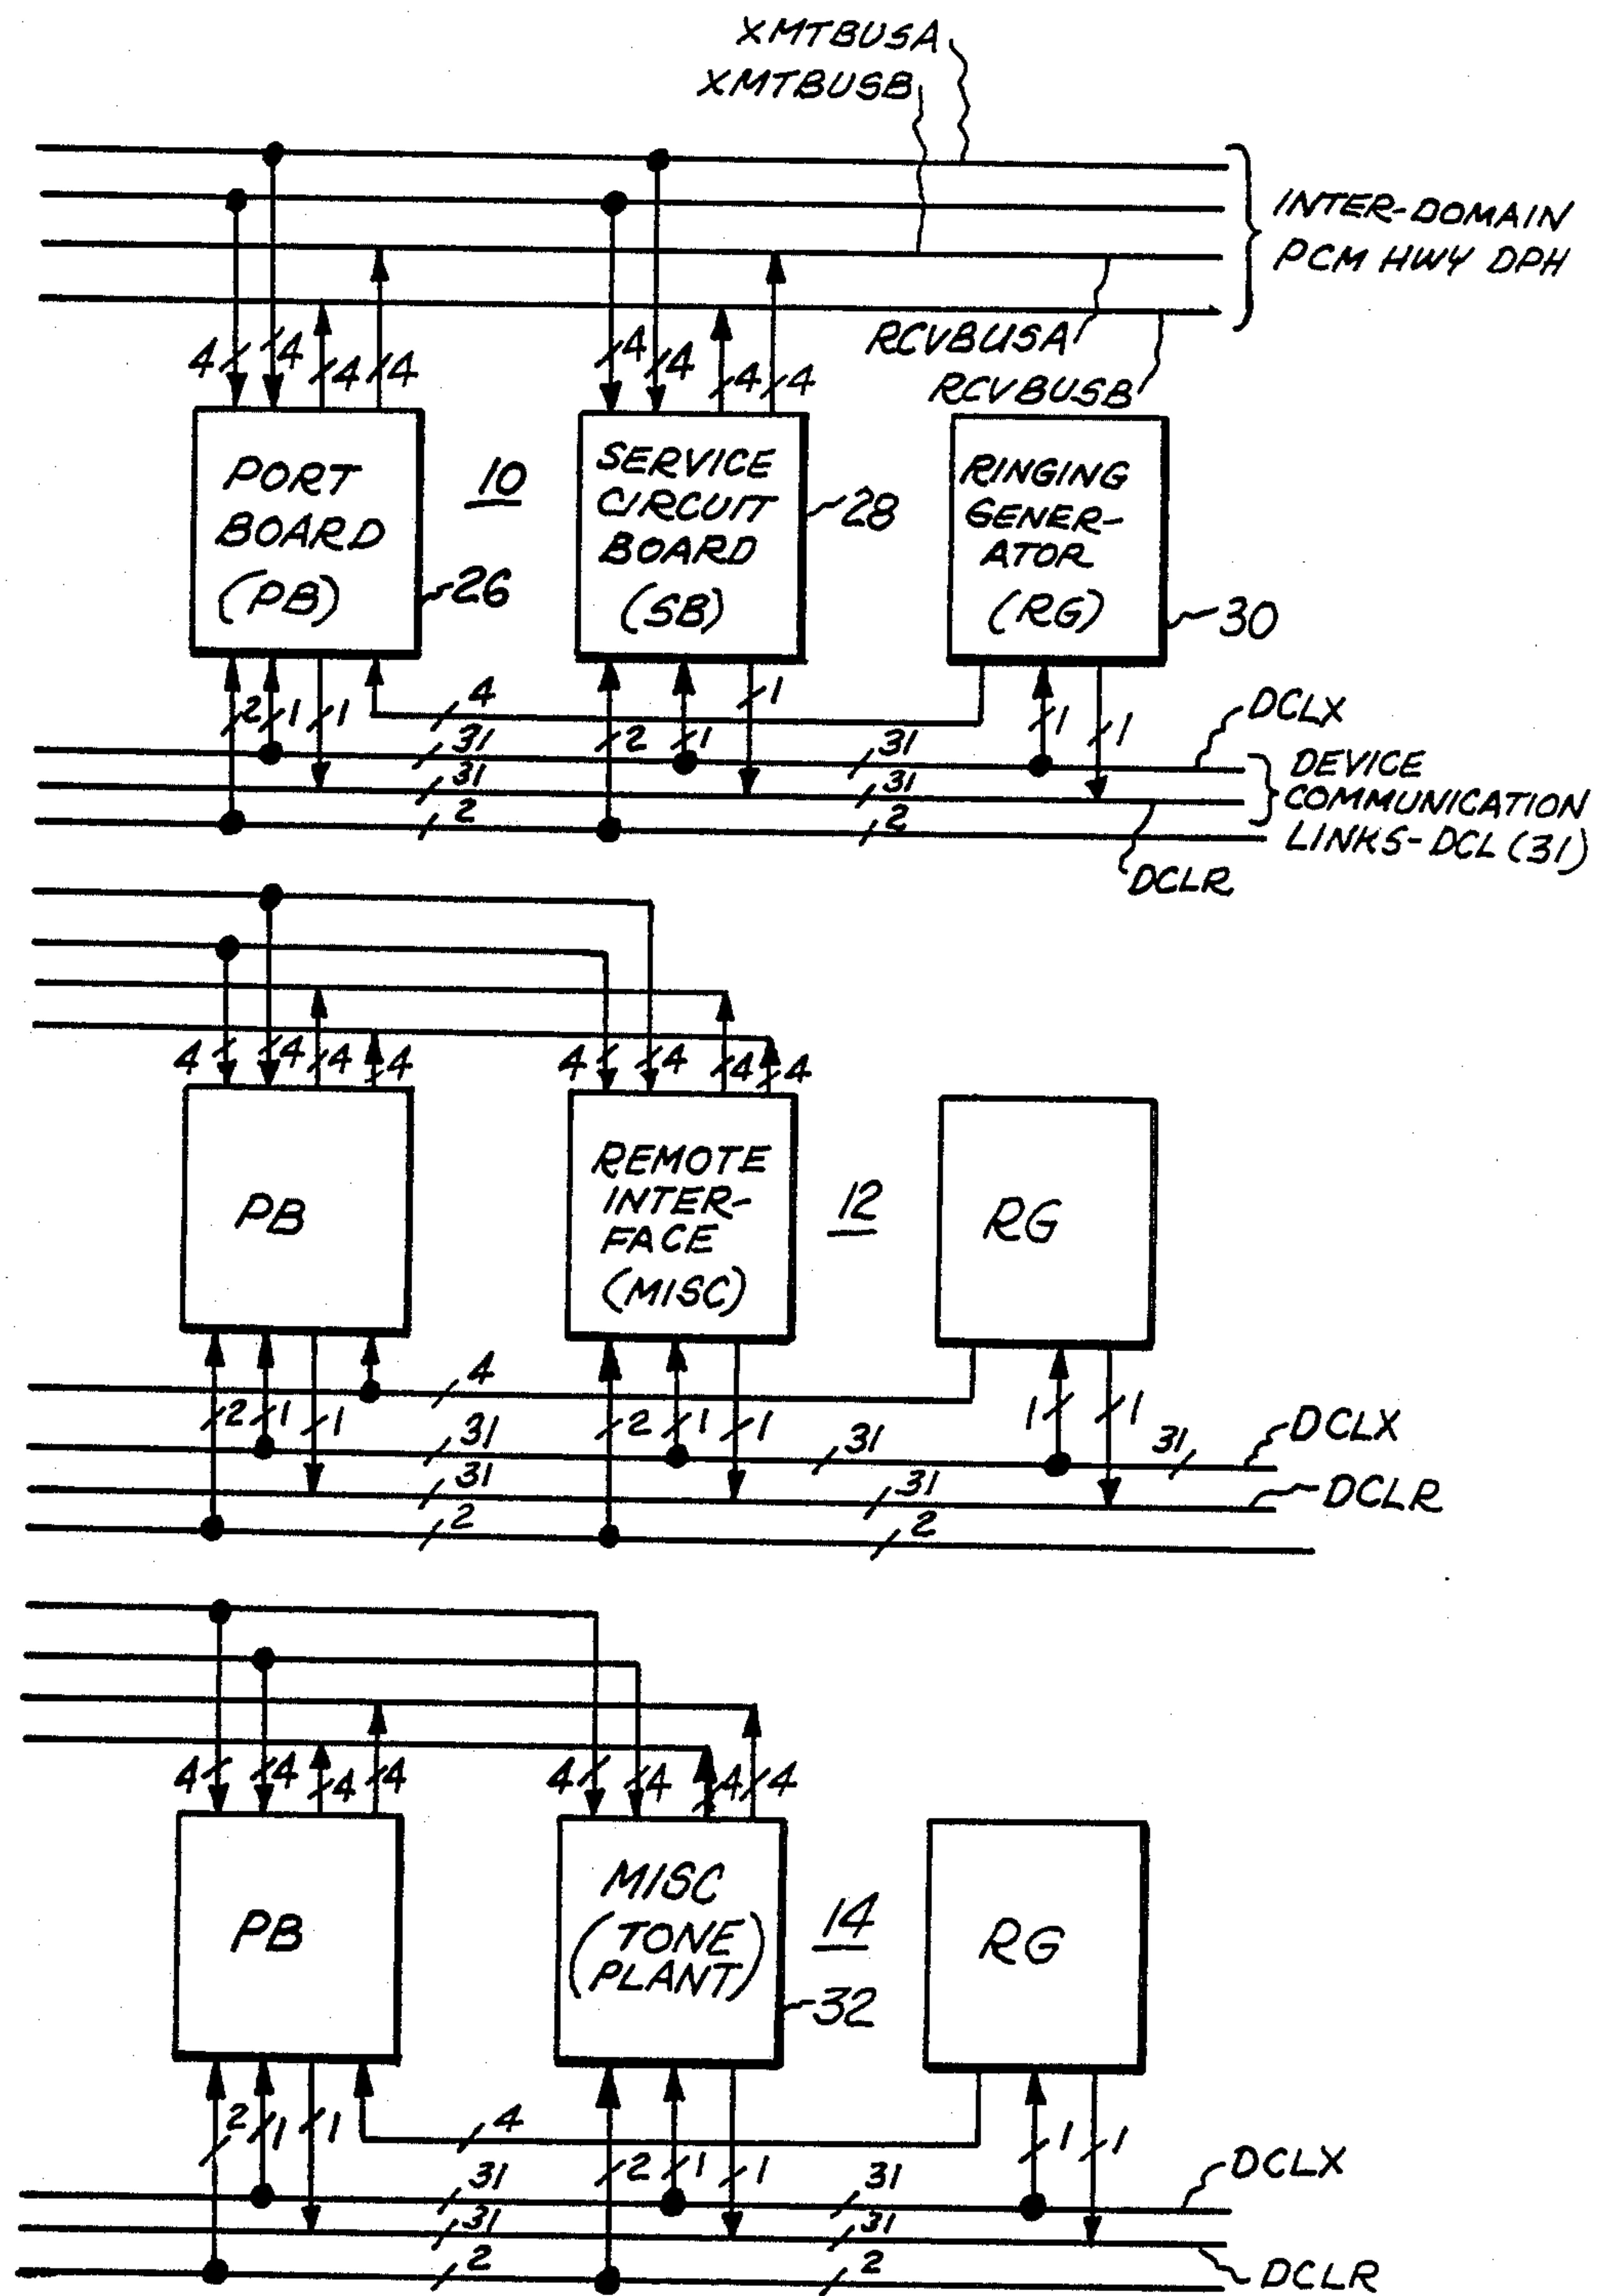 XMTBUSA
XMTBUSB
INTER-DOMAIN
PCM HWY DPH
RCVBUSA
RCVBUSB
4 4 4 4 4 4 4 4
PORT
BOARD
(PB)
10
26
SERVICE
CIRCUIT
BOARD
(SB)
28
RINGING
GENER-
ATOR
(RG)
30
2 1 1 4 2 1 1 1 1
31 31
31 31
2 2
DCLX
DEVICE
COMMUNICATION
LINKS-DCL (31)
DCLR
4 4 4 4 4 4 4 4
PB
REMOTE
INTER-
FACE
(MISC)
12
RG
4
2 1 1 2 1 1 1 1
31 31 31
DCLX
31 31
DCLR
2 2
4 4 4 4 4 4 4 4
PB
MISC
(TONE
PLANT)
14
32
RG
2 1 1 4 2 1 1 1 1
31 31
DCLX
31 31
2 2
DCLR